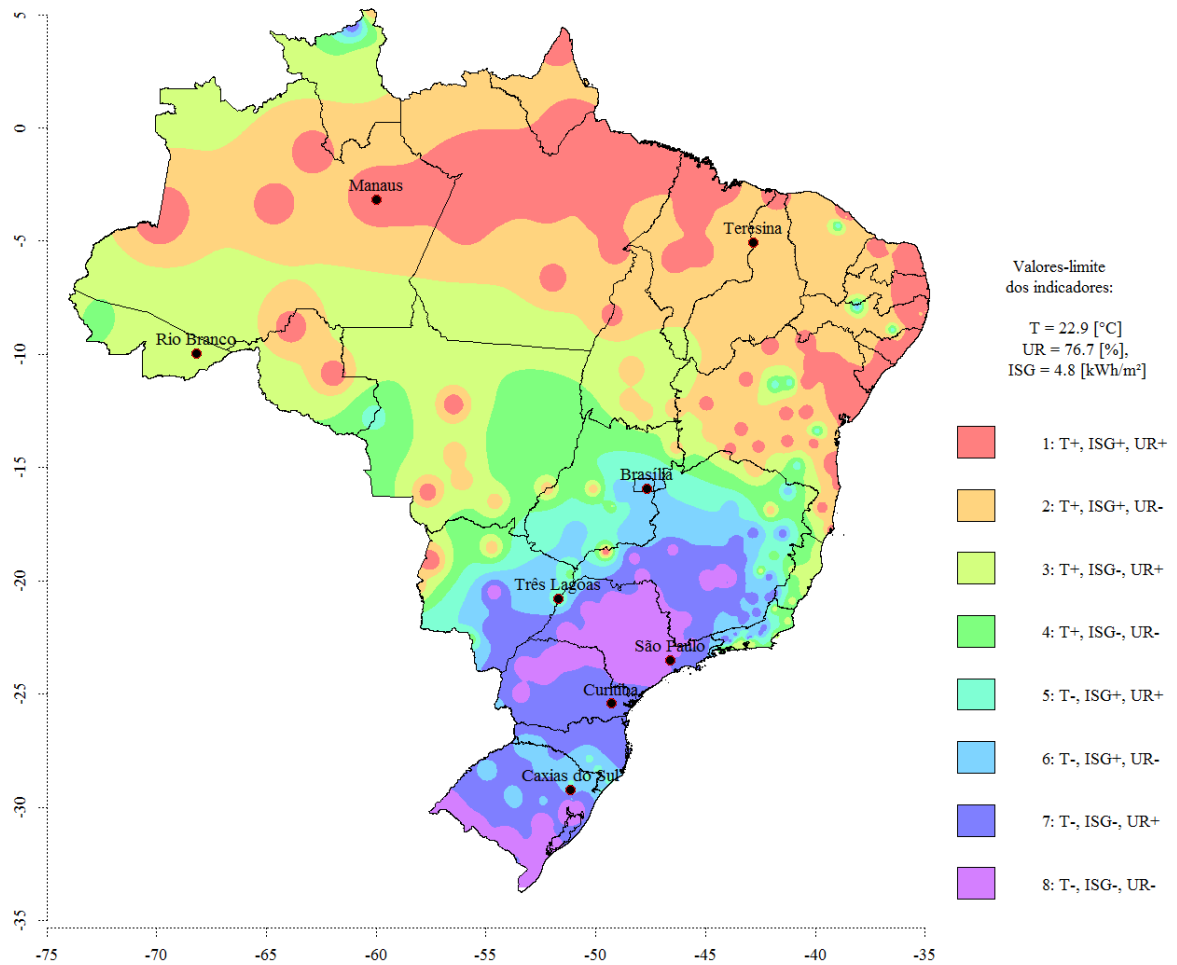 5
0
-5
-10
-15
-20
-25
-30
-35
-75
-70
-65
-60
-55
-50
-45
-40
-35
Manaus
Teresina
Rio Branco
Brasília
Três Lagoas
São Paulo
Curitiba
Caxias do Sul
Valores-limite
dos indicadores:
T = 22.9 [°C]
UR = 76.7 [%],
ISG = 4.8 [kWh/m²]
1: T+, ISG+, UR+
2: T+, ISG+, UR-
3: T+, ISG-, UR+
4: T+, ISG-, UR-
5: T-, ISG+, UR+
6: T-, ISG+, UR-
7: T-, ISG-, UR+
8: T-, ISG-, UR-